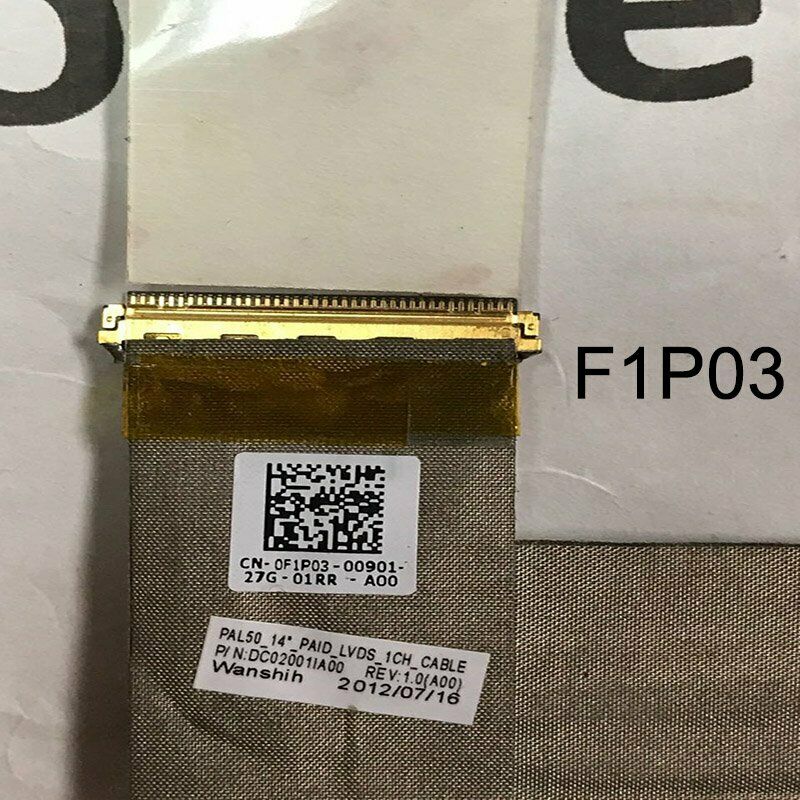 e
F1P03
CN-0F1P03-00901-
27G-01RR -A00
PAL50_14"_PAID_LVDS_1CH_CABLE
P/N:DC02001IA00 REV:1.0(A00)
Wanshih 2012/07/16